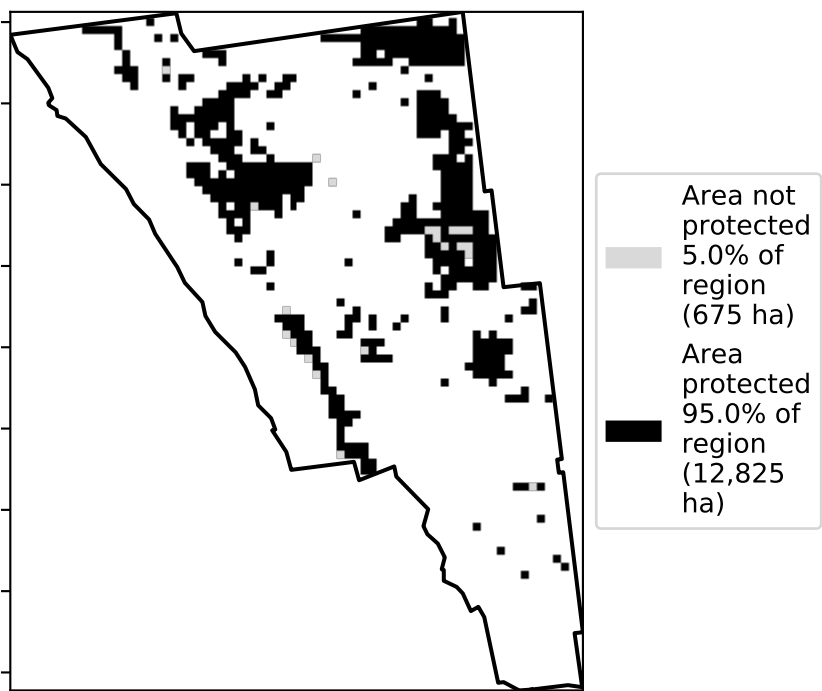 Area not
protected
5.0% of
region
(675 ha)
Area
protected
95.0% of
region
(12,825
ha)